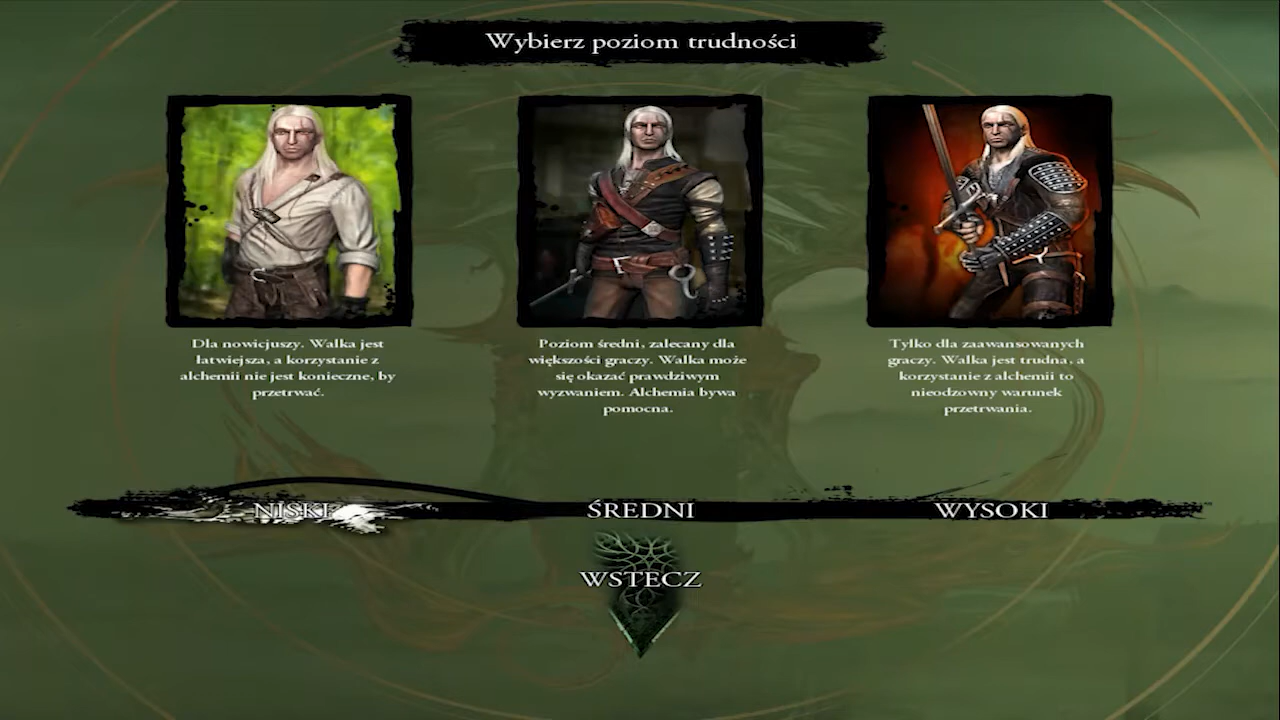 Wybierz poziom trudności
Dla nowicjuszy. Walka jest
łatwiejsza, a korzystanie z
alchemii nie jest konieczne, by
przetrwać.
Poziom średni, zalecany dla
większości graczy. Walka może
się okazać prawdziwym
wyzwaniem. Alchemia bywa
pomocna.
Tylko dla zaawansowanych
graczy. Walka jest trudna, a
korzystanie z alchemii to
nieodzowny warunek
przetrwania.
NISKI
ŚREDNI
WYSOKI
WSTECZ